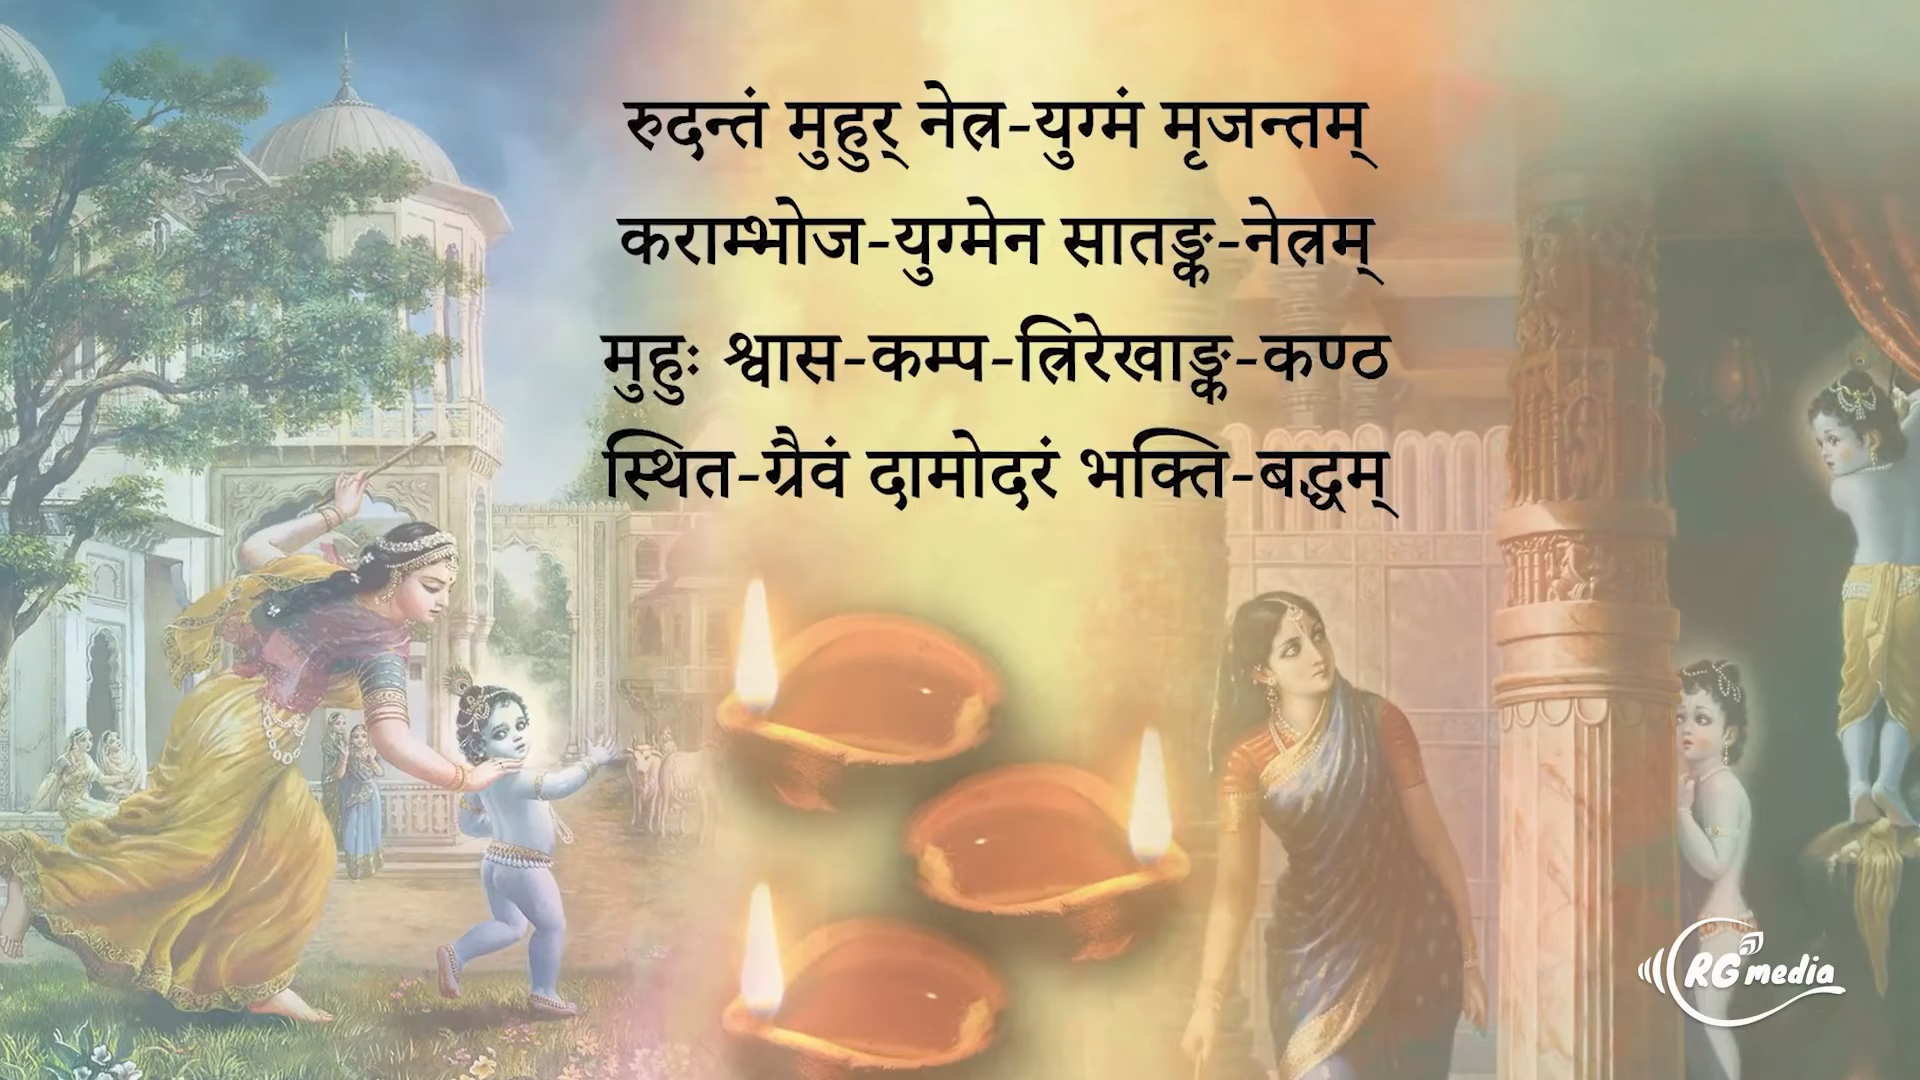 रुदन्तं मुहुर् नेत्र-युग्मं मृजन्तम्
कराम्भोज-युग्मेन सातङ्क-नेत्रम्
मुहुः श्वास-कम्प-त्रिरेखाङ्क-कण्ठ
स्थित-ग्रैवं दामोदरं भक्ति-बद्धम्
RG media